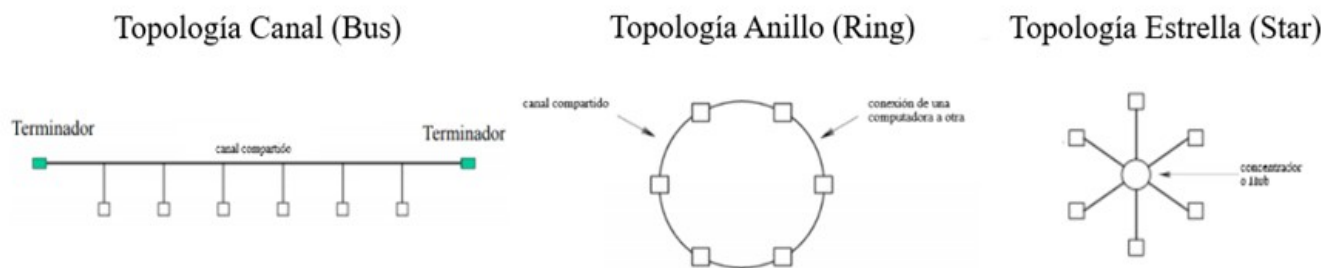 Topología Canal (Bus)
Terminador
Terminador
canal compartido
Topología Anillo (Ring)
canal compartido
conexión de una
computadora a otra
Topología Estrella (Star)
concentrador
o Hub